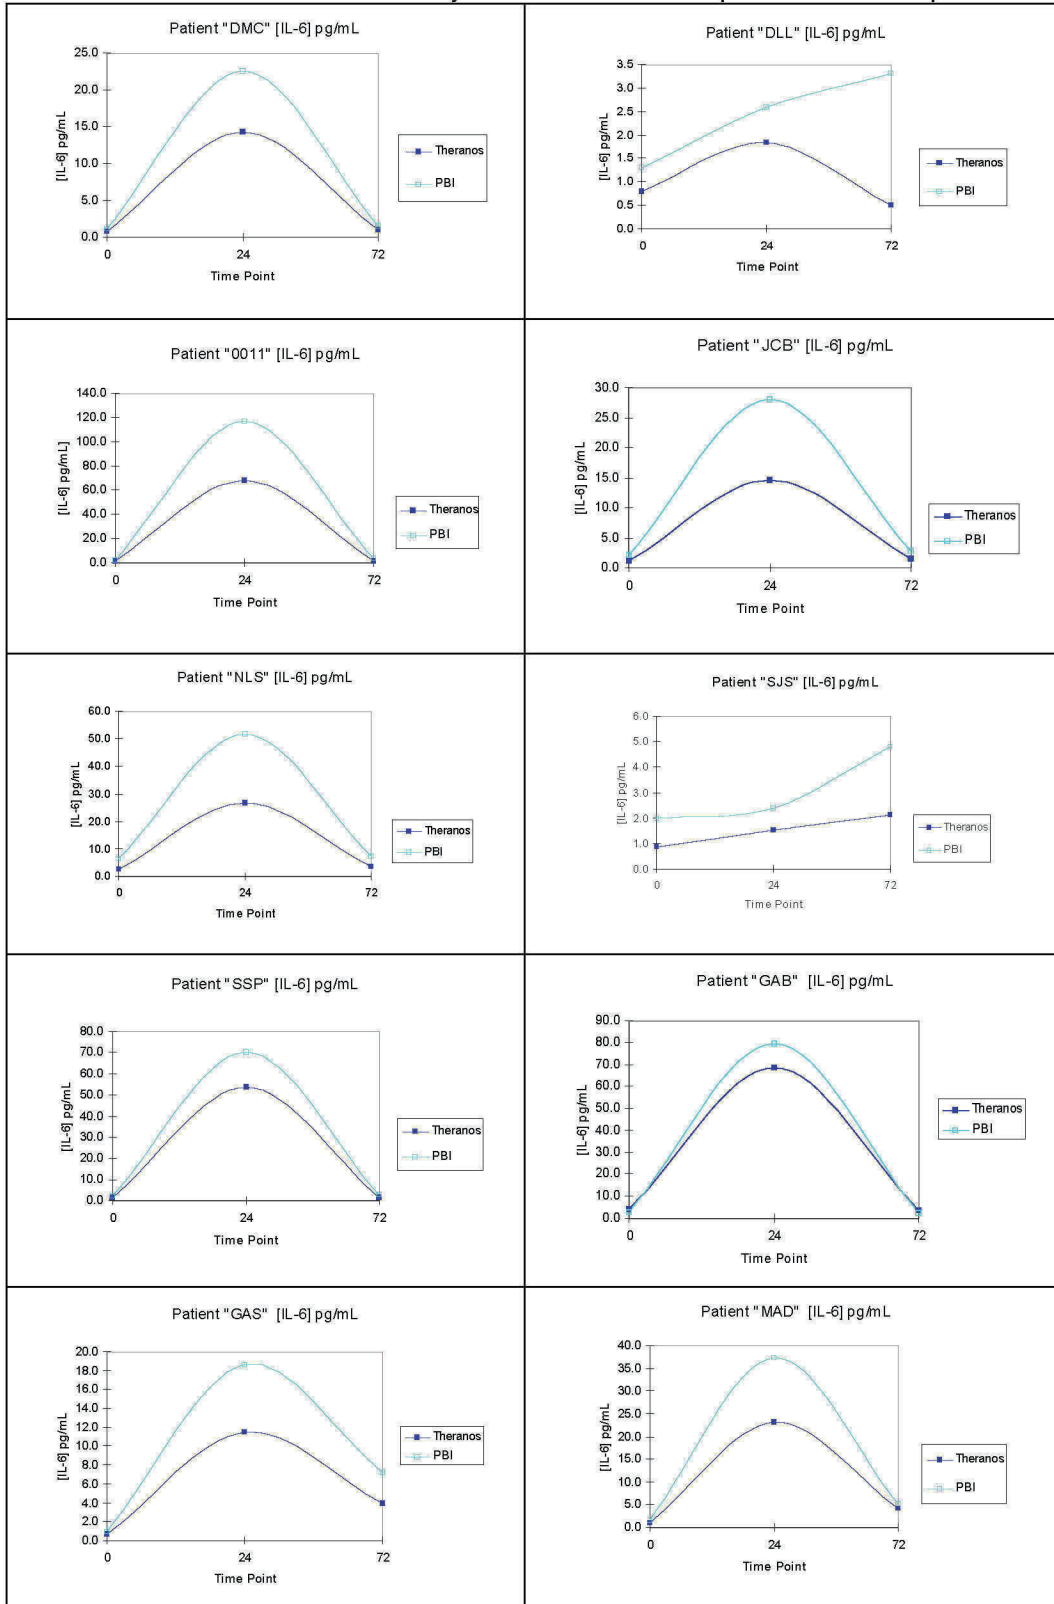 Patient "DMC" [IL-6] pg/mL
25.0
20.0
15.0
10.0
5.0
0.0
[IL-6] pg/mL
0 24 72
Time Point
Theranos
PBI
Patient "DLL" [IL-6] pg/mL
3.5
3.0
2.5
2.0
1.5
1.0
0.5
0.0
[IL-6] pg/mL
0 24 72
Time Point
Theranos
PBI
Patient "0011" [IL-6] pg/mL
140.0
120.0
100.0
80.0
60.0
40.0
20.0
0.0
[IL-6] pg/mL]
0 24 72
Time Point
Theranos
PBI
Patient "JCB" [IL-6] pg/mL
30.0
25.0
20.0
15.0
10.0
5.0
0.0
[IL-6] pg/mL
0 24 72
Time Point
Theranos
PBI
Patient "NLS" [IL-6] pg/mL
60.0
50.0
40.0
30.0
20.0
10.0
0.0
[IL-6] pg/mL
0 24 72
Time Point
Theranos
PBI
Patient "SJS" [IL-6] pg/mL
6.0
5.0
4.0
3.0
2.0
1.0
0.0
[IL-6] pg/mL
0 24 72
Time Point
Theranos
PBI
Patient "SSP" [IL-6] pg/mL
80.0
70.0
60.0
50.0
40.0
30.0
20.0
10.0
0.0
[IL-6] pg/mL
0 24 72
Time Point
Theranos
PBI
Patient "GAB" [IL-6] pg/mL
90.0
80.0
70.0
60.0
50.0
40.0
30.0
20.0
10.0
0.0
[IL-6] pg/mL
0 24 72
Time Point
Theranos
PBI
Patient "GAS" [IL-6] pg/mL
20.0
18.0
16.0
14.0
12.0
10.0
8.0
6.0
4.0
2.0
0.0
[IL-6] pg/mL
0 24 72
Time Point
Theranos
PBI
Patient "MAD" [IL-6] pg/mL
40.0
35.0
30.0
25.0
20.0
15.0
10.0
5.0
0.0
[IL-6] pg/mL
0 24 72
Time Point
Theranos
PBI